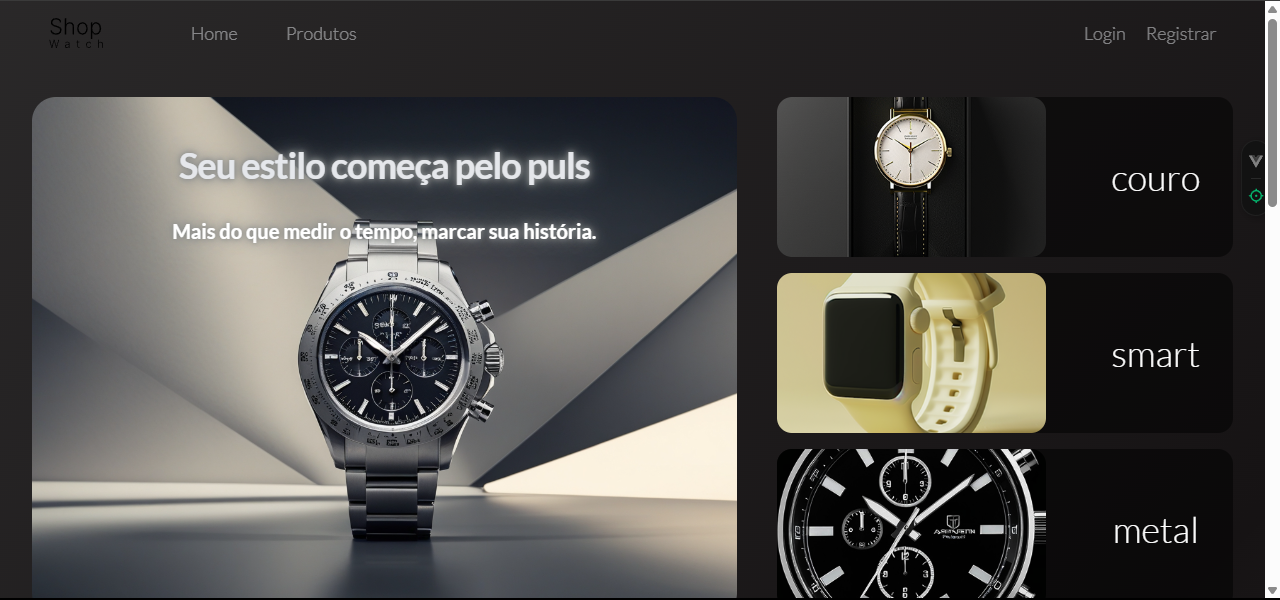 Shop
Watch
Home
Produtos
Login
Registrar
Seu estilo começa pelo puls
Mais do que medir o tempo, marcar sua história.
couro
smart
metal